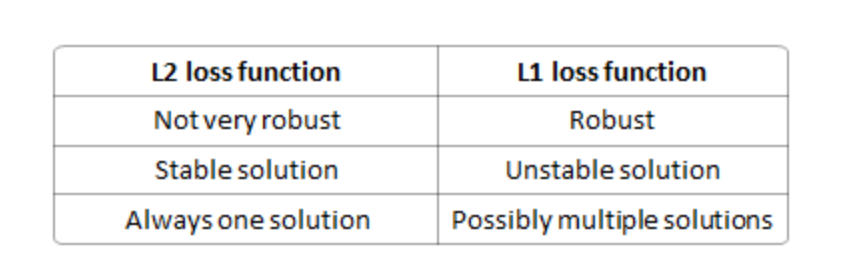 L2 loss function L1 loss function
Not very robust Robust
Stable solution Unstable solution
Always one solution Possibly multiple solutions